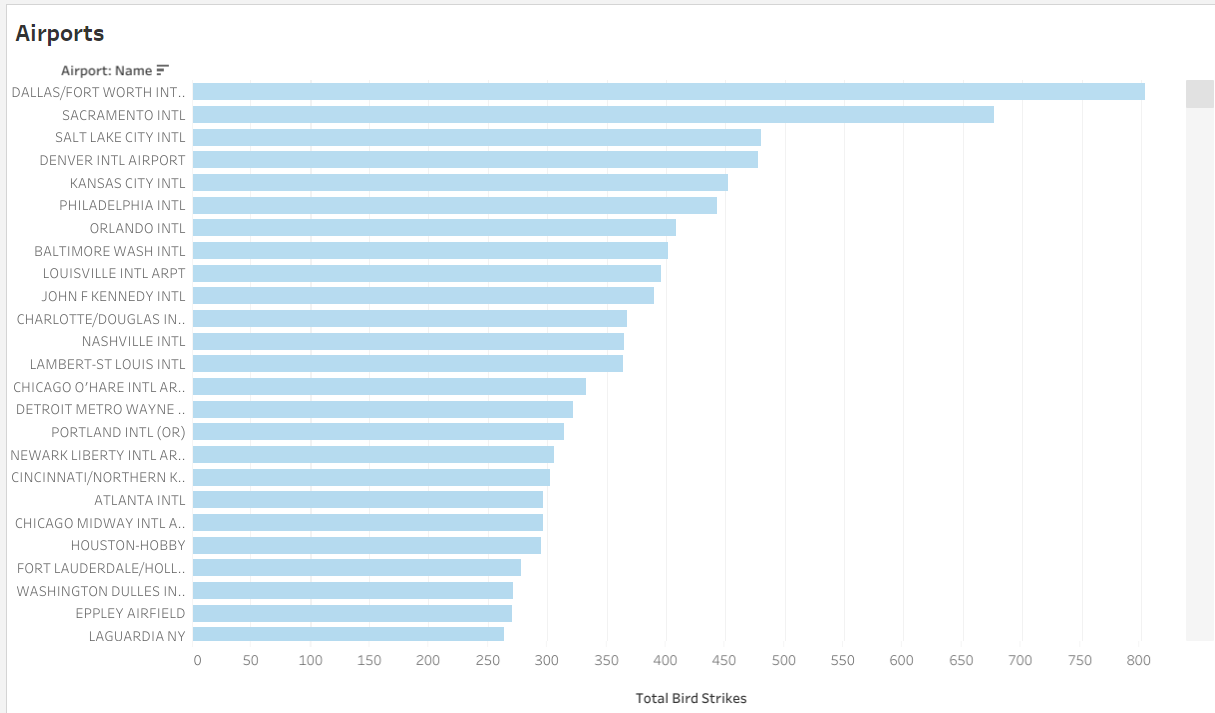 Airports
Airport: Name
DALLAS/FORT WORTH INT..
SACRAMENTO INTL
SALT LAKE CITY INTL
DENVER INTL AIRPORT
KANSAS CITY INTL
PHILADELPHIA INTL
ORLANDO INTL
BALTIMORE WASH INTL
LOUISVILLE INTL ARPT
JOHN F KENNEDY INTL
CHARLOTTE/DOUGLAS IN..
NASHVILLE INTL
LAMBERT-ST LOUIS INTL
CHICAGO O'HARE INTL AR..
DETROIT METRO WAYNE ..
PORTLAND INTL (OR)
NEWARK LIBERTY INTL AR..
CINCINNATI/NORTHERN K..
ATLANTA INTL
CHICAGO MIDWAY INTL A..
HOUSTON-HOBBY
FORT LAUDERDALE/HOLL..
WASHINGTON DULLES IN..
EPPLEY AIRFIELD
LAGUARDIA NY
0 50 100 150 200 250 300 350 400 450 500 550 600 650 700 750 800
Total Bird Strikes